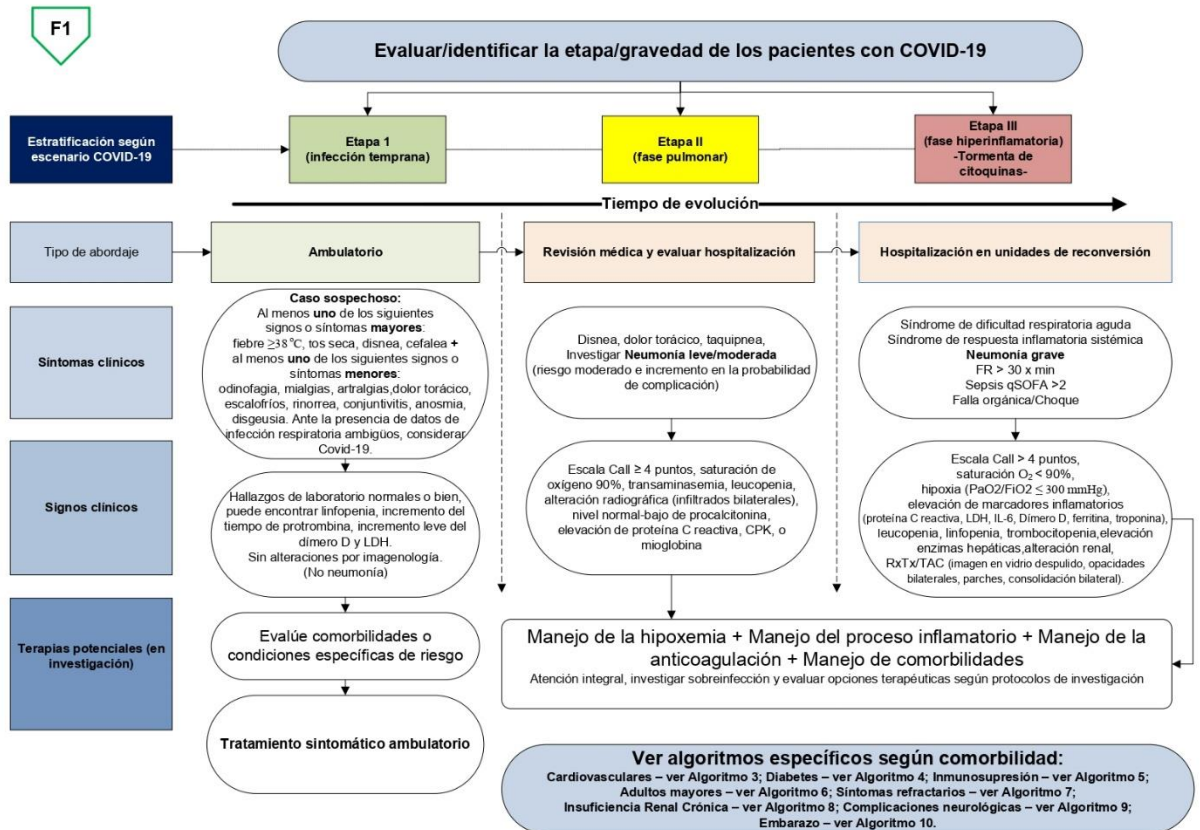 F1
Evaluar/identificar la etapa/gravedad de los pacientes con COVID-19
Estratificación según
escenario COVID-19
Etapa 1
(infección temprana)
Etapa II
(fase pulmonar)
Etapa III
(fase hiperinflamatoria)
-Tormenta de
citoquinas-
Tiempo de evolución
Tipo de abordaje
Ambulatorio
Revisión médica y evaluar hospitalización
Hospitalización en unidades de reconversión
Síntomas clínicos
Caso sospechoso:
Al menos uno de los siguientes
signos o síntomas mayores:
fiebre ≥38°C, tos seca, disnea, cefalea +
al menos uno de los siguientes signos o
síntomas menores:
odinofagia, mialgias, artralgias,dolor torácico,
escalofríos, rinorrea, conjuntivitis, anosmia,
disgeusia. Ante la presencia de datos de
infección respiratoria ambigüos, considerar
Covid-19.
Disnea, dolor torácico, taquipnea,
Investigar Neumonía leve/moderada
(riesgo moderado e incremento en la probabilidad
de complicación)
Síndrome de dificultad respiratoria aguda
Síndrome de respuesta inflamatoria sistémica
Neumonía grave
FR > 30 x min
Sepsis qSOFA >2
Falla orgánica/Choque
Signos clínicos
Hallazgos de laboratorio normales o bien,
puede encontrar linfopenia, incremento del
tiempo de protrombina, incremento leve del
dímero D y LDH.
Sin alteraciones por imagenología.
(No neumonía)
Escala Call ≥ 4 puntos, saturación de
oxígeno 90%, transaminasemia, leucopenia,
alteración radiográfica (infiltrados bilaterales),
nivel normal-bajo de procalcitonina,
elevación de proteína C reactiva, CPK, o
mioglobina
Escala Call > 4 puntos,
saturación O₂ < 90%,
hipoxia (PaO2/FiO2 ≤ 300 mmHg),
elevación de marcadores inflamatorios
(proteína C reactiva, LDH, IL-6, Dímero D, ferritina, troponina),
leucopenia, linfopenia, trombocitopenia,elevación
enzimas hepáticas,alteración renal,
RxTx/TAC (imagen en vidrio despulido, opacidades
bilaterales, parches, consolidación bilateral).
Terapias potenciales (en
investigación)
Evalúe comorbilidades o
condiciones específicas de riesgo
Tratamiento sintomático ambulatorio
Manejo de la hipoxemia + Manejo del proceso inflamatorio + Manejo de la
anticoagulación + Manejo de comorbilidades
Atención integral, investigar sobreinfección y evaluar opciones terapéuticas según protocolos de investigación
Ver algoritmos específicos según comorbilidad:
Cardiovasculares – ver Algoritmo 3; Diabetes – ver Algoritmo 4; Inmunosupresión – ver Algoritmo 5;
Adultos mayores – ver Algoritmo 6; Síntomas refractarios – ver Algoritmo 7;
Insuficiencia Renal Crónica – ver Algoritmo 8; Complicaciones neurológicas – ver Algoritmo 9;
Embarazo – ver Algoritmo 10.